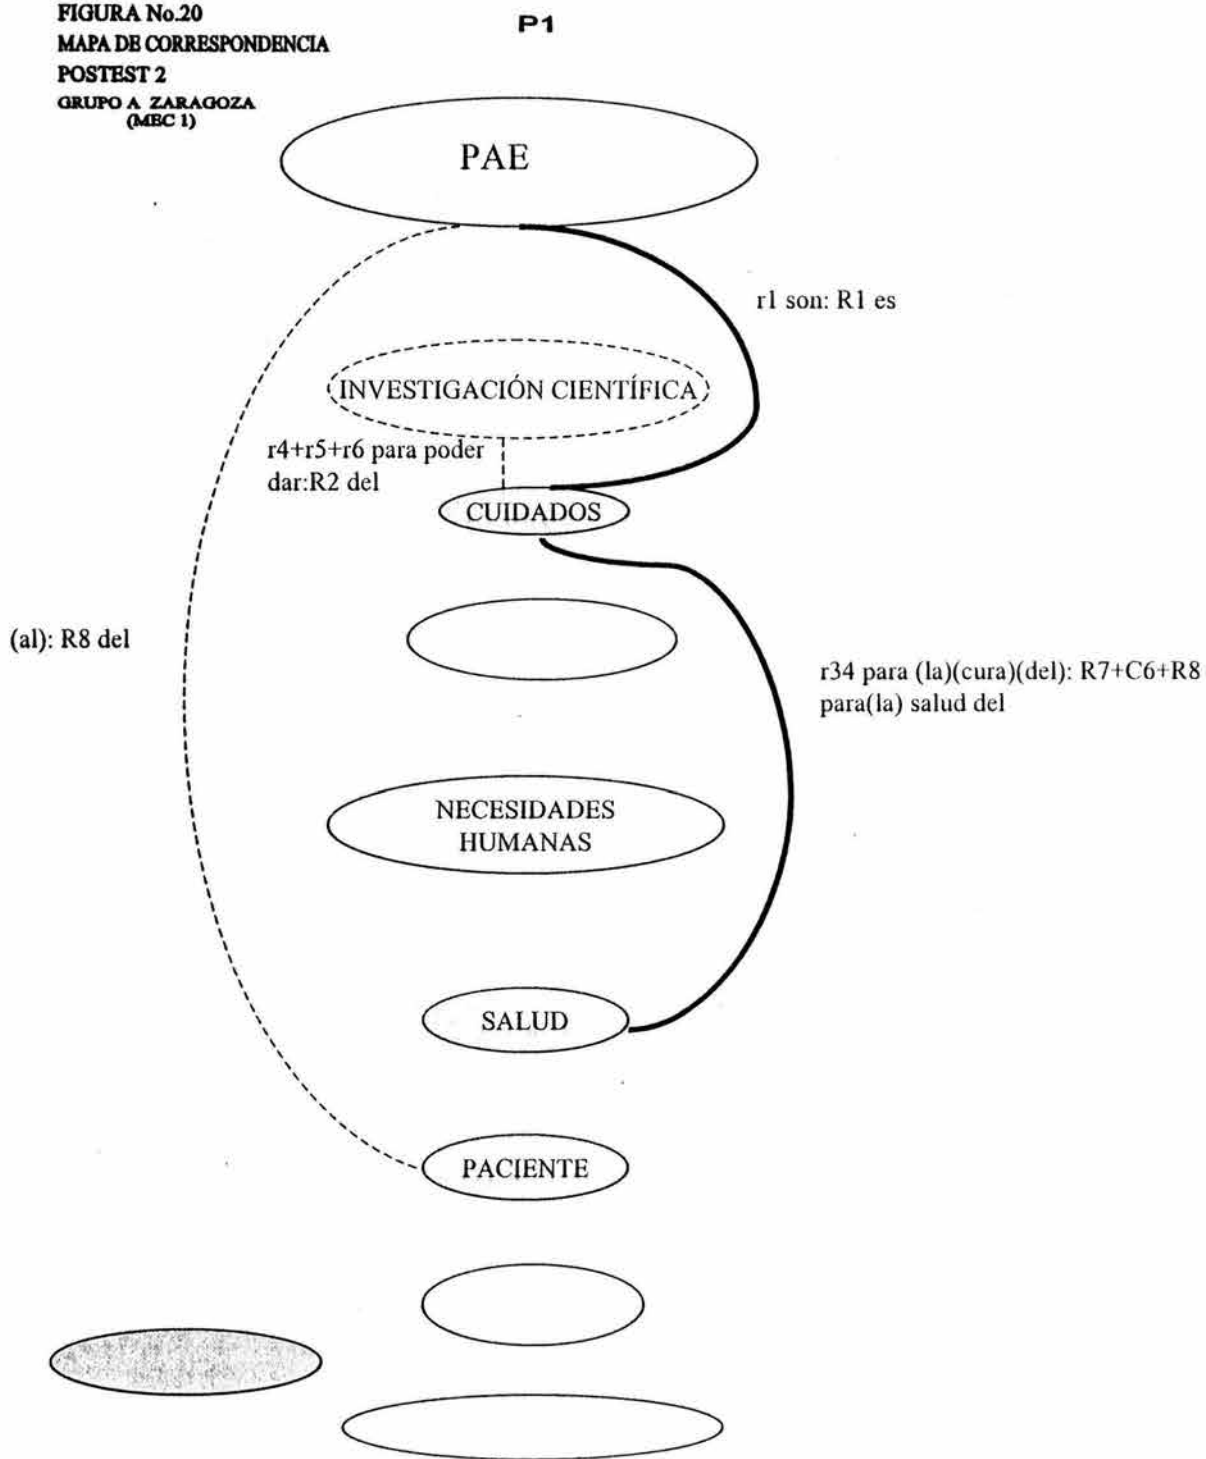 FIGURA No.20
P1
MAPA DE CORRESPONDENCIA
POSTEST 2
GRUPO A ZARAGOZA
(MEC 1)
PAE
r1 son: R1 es
INVESTIGACIÓN CIENTÍFICA
r4+r5+r6 para poder
dar:R2 del
CUIDADOS
(al): R8 del
r34 para (la)(cura)(del): R7+C6+R8
para(la) salud del
NECESIDADES
HUMANAS
SALUD
PACIENTE